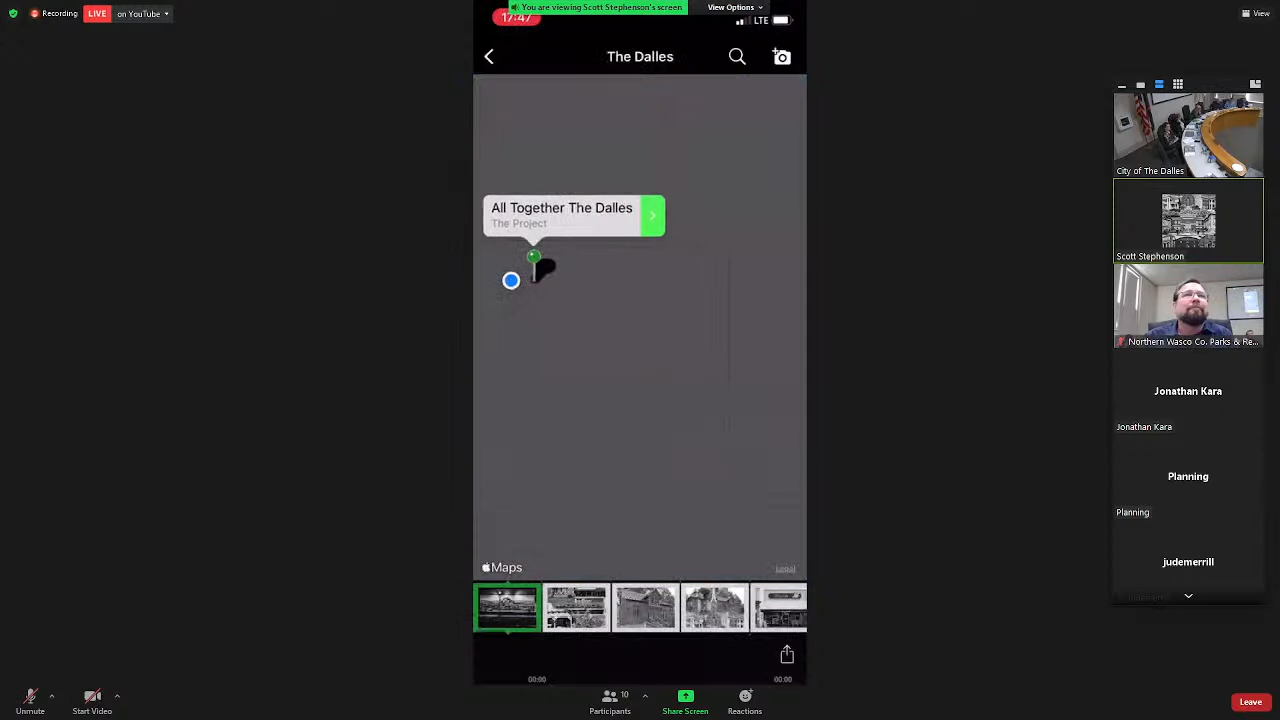 Recording
LIVE
on YouTube
You are viewing Scott Stephenson's screen
View Options
View
17:47
LTE
The Dalles
All Together The Dalles
The Project
Maps
Legal
00:00
00:00
City of The Dalles
Scott Stephenson
Northern Wasco Co. Parks & Re...
Jonathan Kara
Jonathan Kara
Planning
Planning
judemerrill
Unmute
Start Video
10
Participants
Share Screen
Reactions
Leave